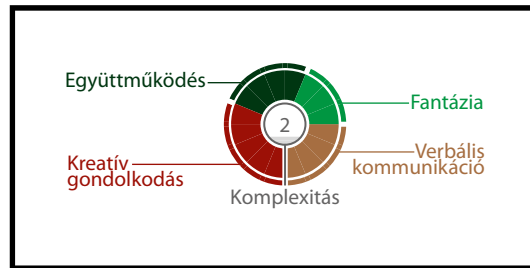 Együttműködés
2
Fantázia
Kreatív
gondolkodás
Verbális
kommunikáció
Komplexitás